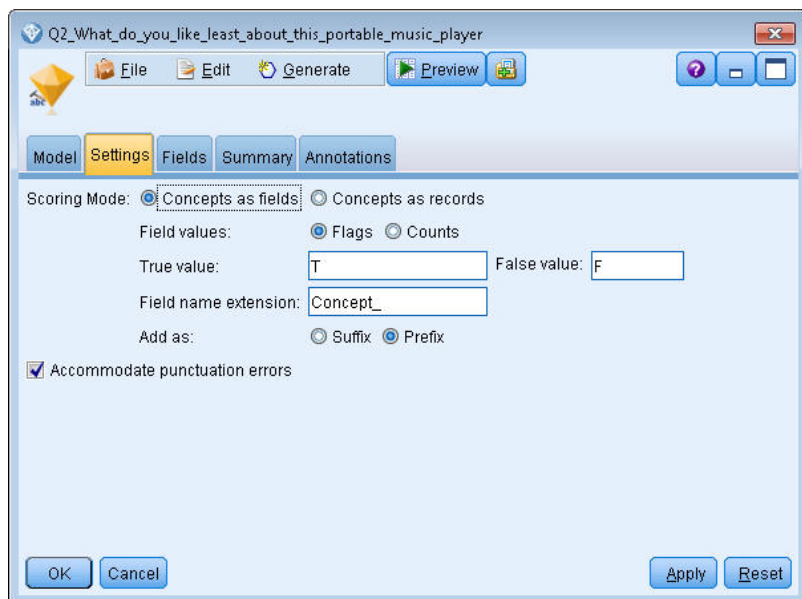 Q2_What_do_you_like_least_about_this_portable_music_player
File Edit Generate Preview
abc
Model Settings Fields Summary Annotations
Scoring Mode: Concepts as fields Concepts as records
Field values: Flags Counts
True value: T False value: F
Field name extension: Concept_
Add as: Suffix Prefix
Accommodate punctuation errors
OK Cancel Apply Reset